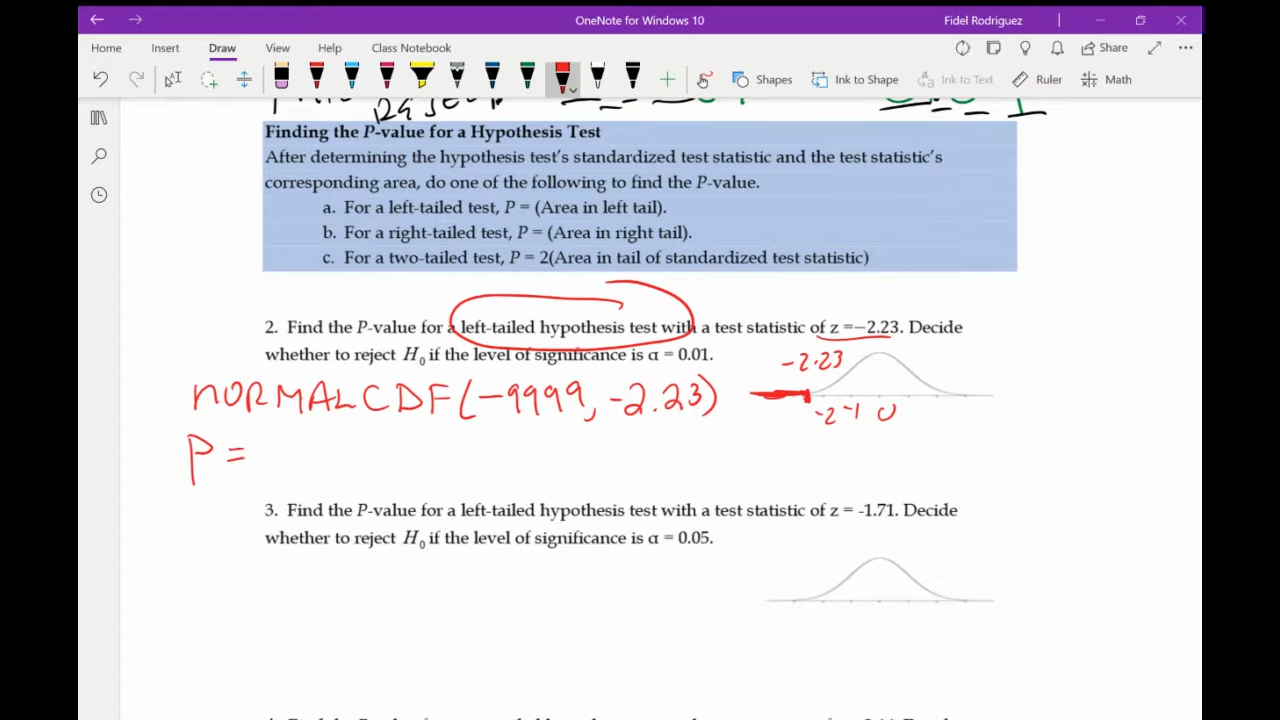 OneNote for Windows 10
Fidel Rodriguez
Home Insert Draw View Help Class Notebook
Share
Shapes Ink to Shape Ink to Text Ruler Math
Finding the P-value for a Hypothesis Test
After determining the hypothesis test's standardized test statistic and the test statistic's
corresponding area, do one of the following to find the P-value.
a. For a left-tailed test, P = (Area in left tail).
b. For a right-tailed test, P = (Area in right tail).
c. For a two-tailed test, P = 2(Area in tail of standardized test statistic)
2. Find the P-value for a left-tailed hypothesis test with a test statistic of z =−2.23. Decide
whether to reject H₀ if the level of significance is α = 0.01.
-2.23
NORMALCDF(-9999, -2.23)
-2 -1 0
P =
3. Find the P-value for a left-tailed hypothesis test with a test statistic of z = -1.71. Decide
whether to reject H₀ if the level of significance is α = 0.05.